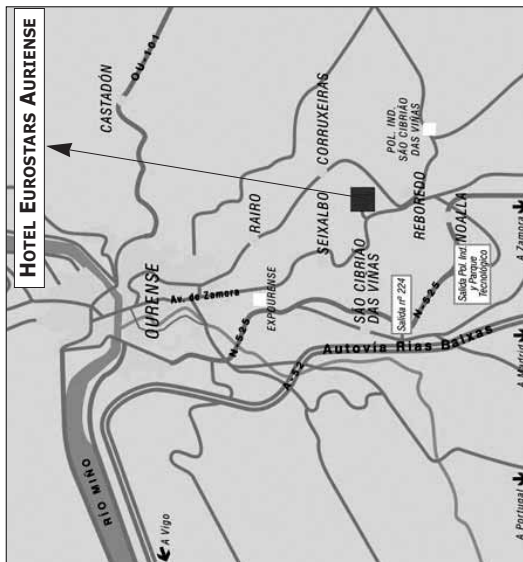 HOTEL EUROSTARS AURIENSE
OU-101
CASTADÓN
CORRUXEIRAS
POL. IND.
SÃO CIBRIÃO
DAS VIÑAS
RAIRO
SEIXALBO
REBOREDO
NOALLA
A Zamora
OURENSE
Av. de Zamora
EXPOURENSE
SÃO CIBRIÃO
DAS VIÑAS
Salida nº 224
N-525
Salida Pol. Ind.
y Parque
Tecnológico
N-525
A-52
Autovía Rías Baixas
A Madrid
RÍO MIÑO
A Vigo
A Portugal